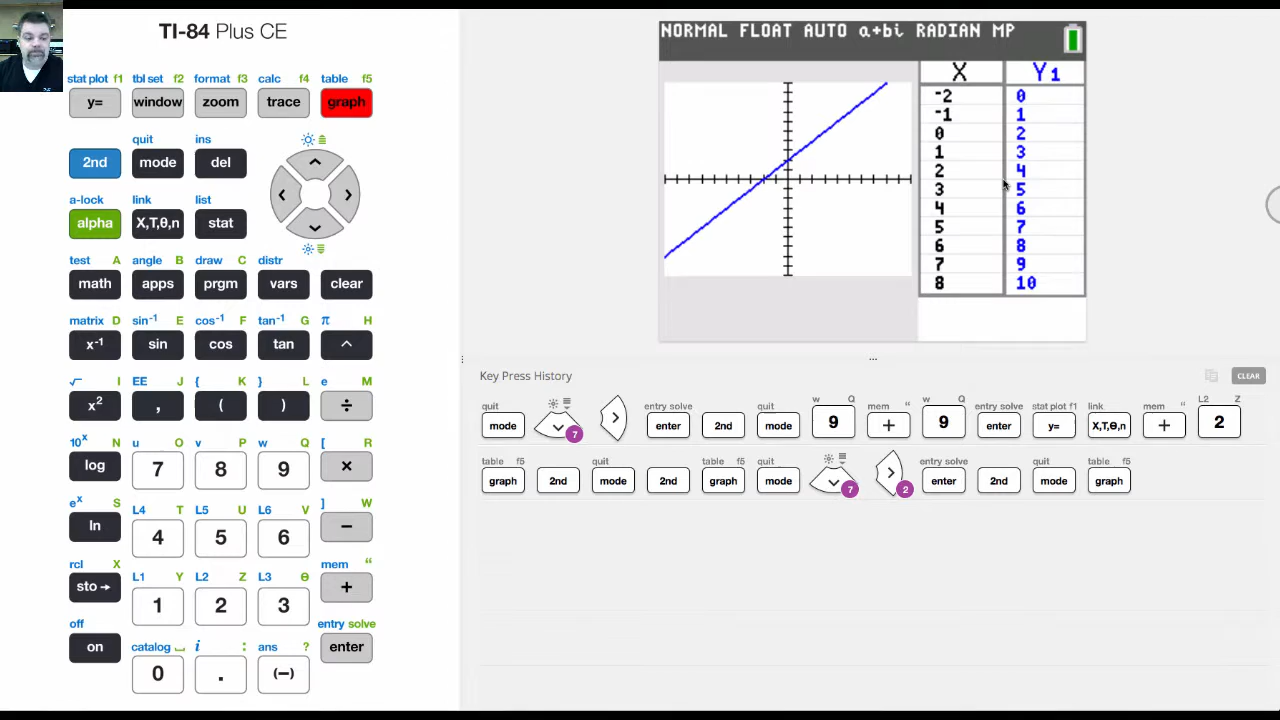 TI-84 Plus CE
stat plot f1 tbl set f2 format f3 calc f4 table f5
y= window zoom trace graph
quit ins
2nd mode del
a-lock link list
alpha X,T,θ,n stat
test A angle B draw C distr
math apps prgm vars clear
matrix D sin⁻¹ E cos⁻¹ F tan⁻¹ G π H
x⁻¹ sin cos tan ^
√ I EE J { K } L e M
x² , ( ) ÷
10ˣ N u O v P w Q [ R
log 7 8 9 ×
eˣ S L4 T L5 U L6 V ] W
ln 4 5 6 −
rcl X L1 Y L2 Z L3 θ mem “
sto→ 1 2 3 +
off catalog ⎵ i : ans ? entry solve
on 0 . (−) enter
NORMAL FLOAT AUTO a+bi RADIAN MP
X Y1
-2 0
-1 1
0 2
1 3
2 4
3 5
4 6
5 7
6 8
7 9
8 10
Key Press History
CLEAR
quit entry solve quit w Q mem “ w Q entry solve stat plot f1 link mem “ L2 Z
mode 7 enter 2nd mode 9 + 9 enter y= X,T,θ,n + 2
table f5 quit table f5 quit entry solve quit table f5
graph 2nd mode 2nd graph mode 7 2 enter 2nd mode graph